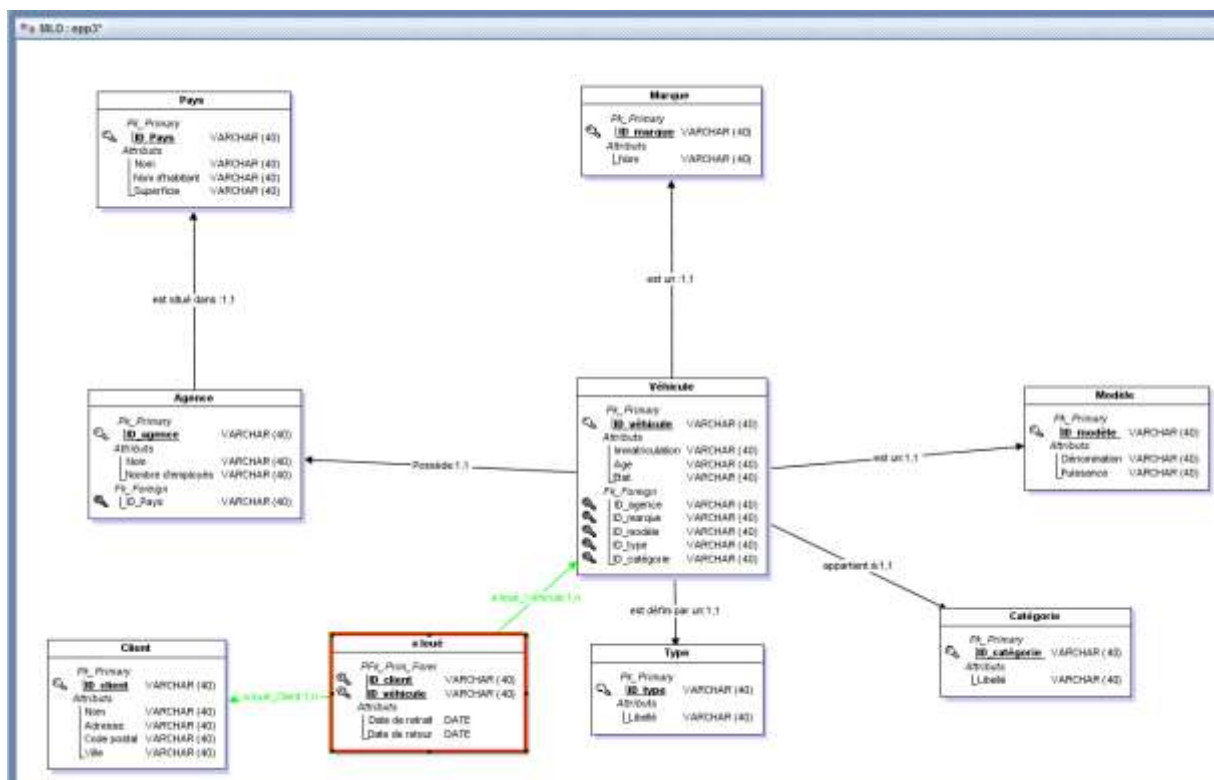 MLD : epp3*
Pays
Pk_Primary
ID_Pays VARCHAR (40)
Attributs
Nom VARCHAR (40)
Nom d'habitant VARCHAR (40)
Superficie VARCHAR (40)
Marque
Pk_Primary
ID_marque VARCHAR (40)
Attributs
Nom VARCHAR (40)
est situé dans :1,1
est un :1,1
Agence
Pk_Primary
ID_agence VARCHAR (40)
Attributs
Nom VARCHAR (40)
Nombre d'employés VARCHAR (40)
Fk_Foreign
ID_Pays VARCHAR (40)
Possède:1,1
Véhicule
Pk_Primary
ID_véhicule VARCHAR (40)
Attributs
Immatriculation VARCHAR (40)
Age VARCHAR (40)
Etat VARCHAR (40)
Fk_Foreign
ID_agence VARCHAR (40)
ID_marque VARCHAR (40)
ID_modèle VARCHAR (40)
ID_type VARCHAR (40)
ID_catégorie VARCHAR (40)
est un:1,1
Modèle
Pk_Primary
ID_modèle VARCHAR (40)
Attributs
Dénomination VARCHAR (40)
Puissance VARCHAR (40)
appartient à:1,1
a loué_Véhicule:1,n
est défini par un:1,1
Client
Pk_Primary
ID_client VARCHAR (40)
Attributs
Nom VARCHAR (40)
Adresse VARCHAR (40)
Code postal VARCHAR (40)
Ville VARCHAR (40)
a loué_Client:1,n
a loué
PFk_Prim_Forei
ID_client VARCHAR (40)
ID_véhicule VARCHAR (40)
Attributs
Date de retrait DATE
Date de retour DATE
Type
Pk_Primary
ID_type VARCHAR (40)
Attributs
Libellé VARCHAR (40)
Catégorie
Pk_Primary
ID_catégorie VARCHAR (40)
Attributs
Libellé VARCHAR (40)